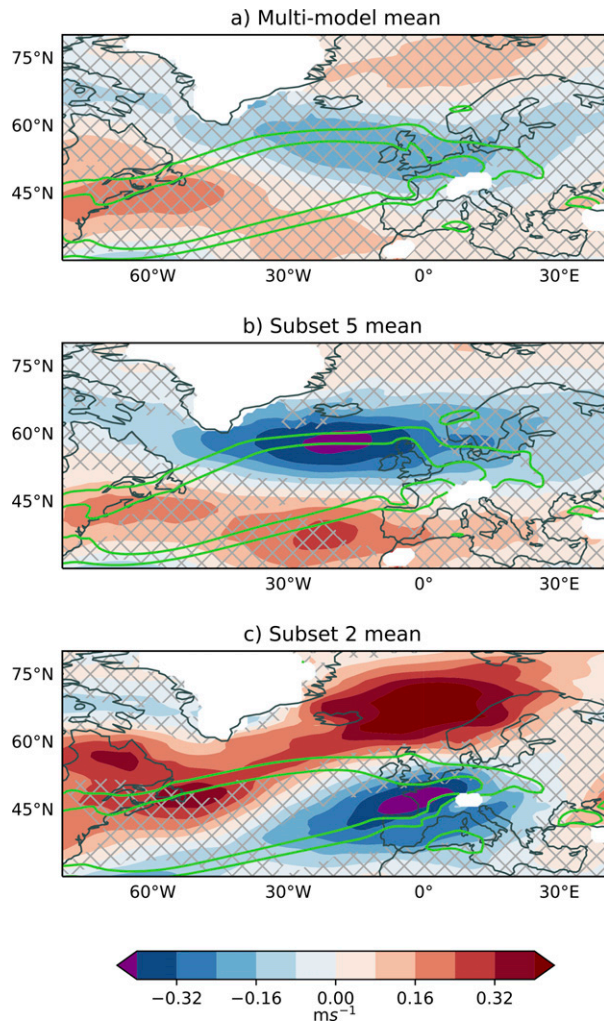 a) Multi-model mean
75°N
60°N
45°N
60°W 30°W 0° 30°E
b) Subset 5 mean
75°N
60°N
45°N
30°W 0° 30°E
c) Subset 2 mean
75°N
60°N
45°N
60°W 30°W 0° 30°E
−0.32 −0.16 0.00 0.16 0.32
ms⁻¹